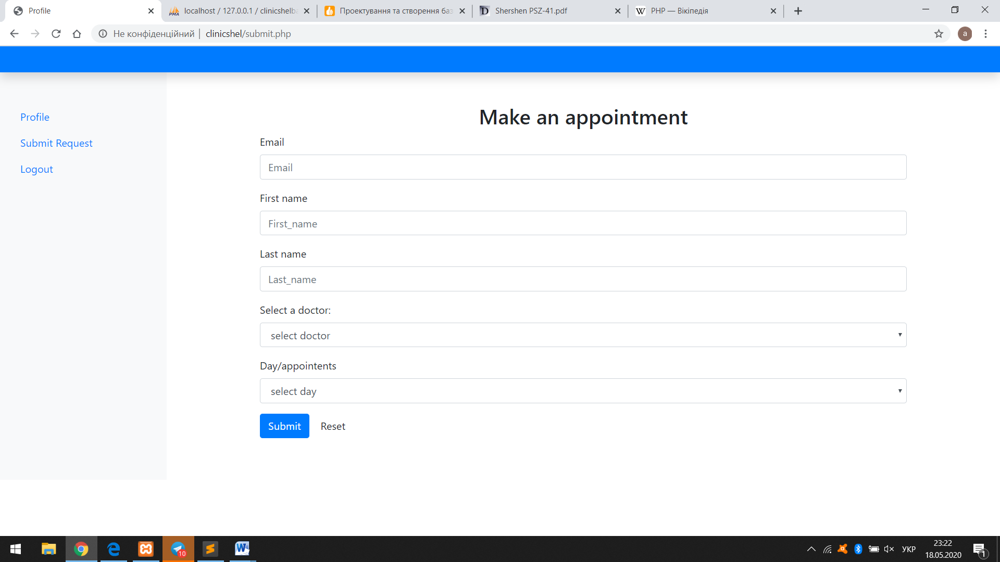 Profile
localhost / 127.0.0.1 / clinicshelb
Проектування та створення баз
Shershen PSZ-41.pdf
W PHP — Вікіпедія
Не конфіденційний | clinicshel/submit.php
a
Profile
Submit Request
Logout
Make an appointment
Email
Email
First name
First_name
Last name
Last_name
Select a doctor:
select doctor
Day/appointents
select day
Submit
Reset
10
УКР
23:22
18.05.2020
1